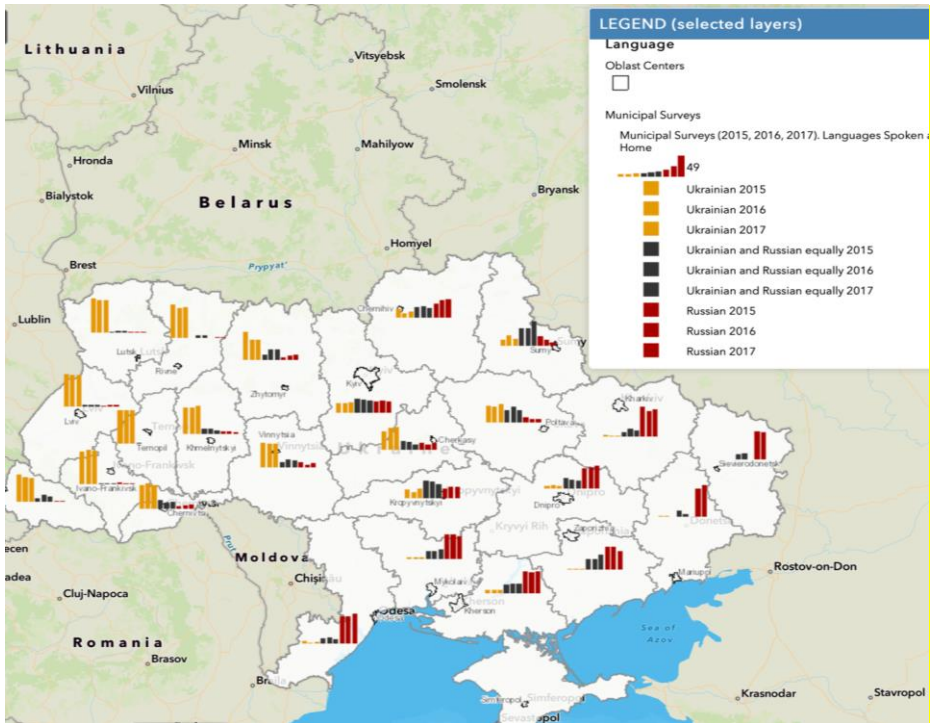 LEGEND (selected layers)
Language
Oblast Centers
Municipal Surveys
Municipal Surveys (2015, 2016, 2017). Languages Spoken a
Home
49
Ukrainian 2015
Ukrainian 2016
Ukrainian 2017
Ukrainian and Russian equally 2015
Ukrainian and Russian equally 2016
Ukrainian and Russian equally 2017
Russian 2015
Russian 2016
Russian 2017
Lithuania
Vitsyebsk
Smolensk
Vilnius
Minsk
Mahilyow
Hronda
Bialystok
Belarus
Bryansk
Homyel
Brest
Prypyat'
Chernihiv
Lublin
Sumy
Lutsk
Rivne
Zhytomyr
Kyiv
Kharkiv
Lviv
Ternopil
Khmelnytskyi
Vinnytsia
Cherkasy
Poltava
Ukraine
Ivano-Frankivsk
Sievierodonetsk
Chernivtsi
Kropyvnytskyi
Dnipro
Kryvyi Rih
Zaporizhia
Donetsk
Prut
Moldova
Chișinău
Mykolaiv
Kherson
Mariupol
Rostov-on-Don
Cluj-Napoca
Odesa
Romania
Brasov
Braila
Sea of
Azov
Simferopol
Simferopol
Sevastopol
Krasnodar
Stavropol